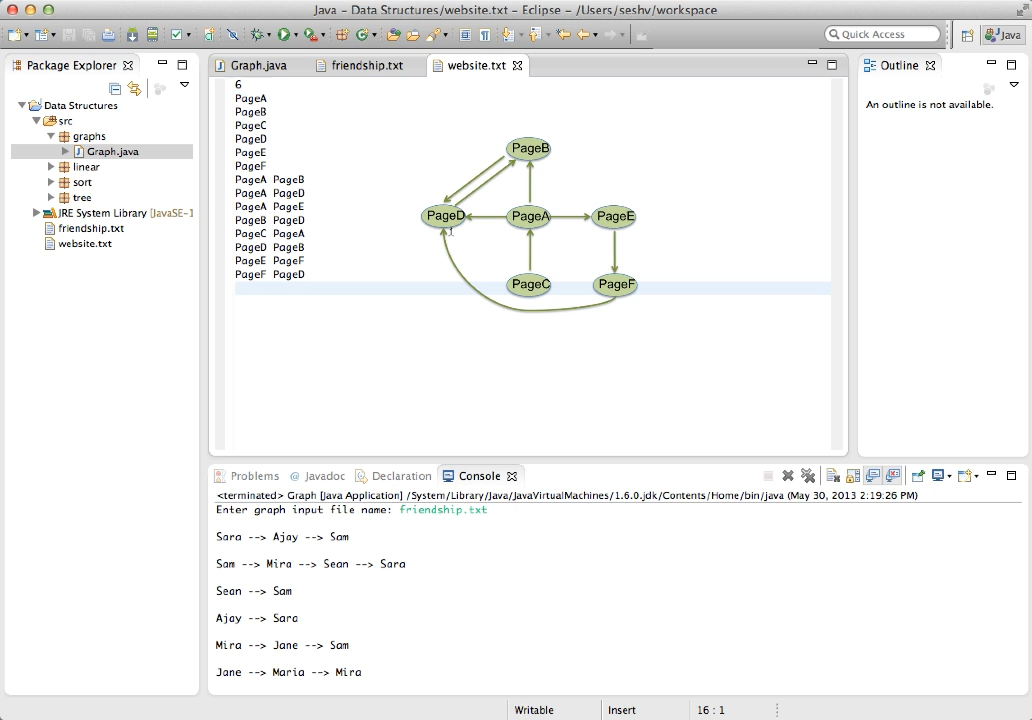 Java - Data Structures/website.txt - Eclipse - /Users/seshv/workspace
Quick Access
Java
Package Explorer
Graph.java
friendship.txt
website.txt
Outline
An outline is not available.
Data Structures
src
graphs
Graph.java
linear
sort
tree
JRE System Library [JavaSE-1
friendship.txt
website.txt
6
PageA
PageB
PageC
PageD
PageE
PageF
PageA PageB
PageA PageD
PageA PageE
PageB PageD
PageC PageA
PageD PageB
PageE PageF
PageF PageD
PageB
PageD
PageA
PageE
PageC
PageF
Problems
@ Javadoc
Declaration
Console
<terminated> Graph [Java Application] /System/Library/Java/JavaVirtualMachines/1.6.0.jdk/Contents/Home/bin/java (May 30, 2013 2:19:26 PM)
Enter graph input file name: friendship.txt
Sara --> Ajay --> Sam
Sam --> Mira --> Sean --> Sara
Sean --> Sam
Ajay --> Sara
Mira --> Jane --> Sam
Jane --> Maria --> Mira
Writable
Insert
16 : 1